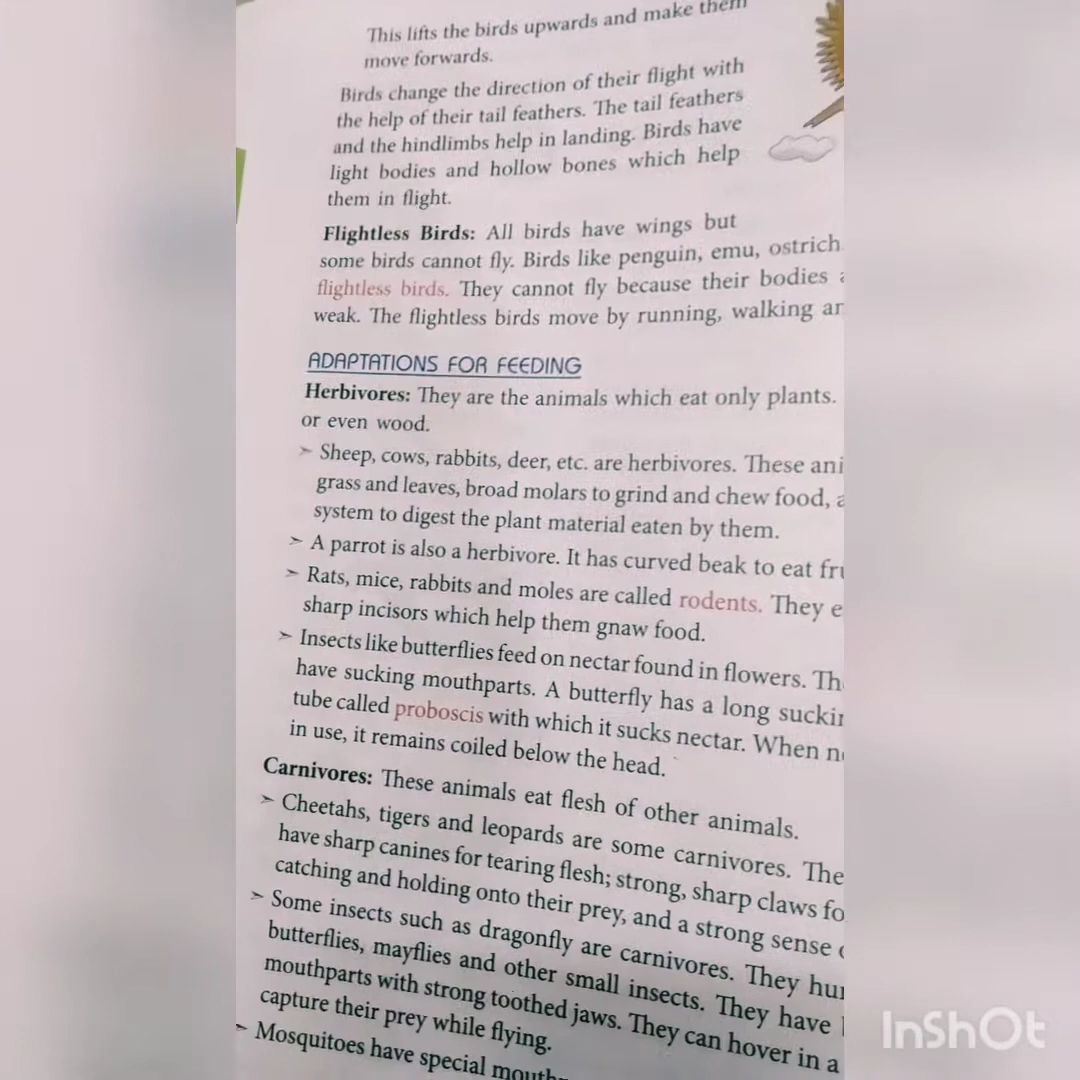 This lifts the birds upwards and make them
move forwards.
Birds change the direction of their flight with
the help of their tail feathers. The tail feathers
and the hindlimbs help in landing. Birds have
light bodies and hollow bones which help
them in flight.
Flightless Birds: All birds have wings but
some birds cannot fly. Birds like penguin, emu, ostrich
flightless birds. They cannot fly because their bodies
weak. The flightless birds move by running, walking
ADAPTATIONS FOR FEEDING
Herbivores: They are the animals which eat only plants.
or even wood.
➣ Sheep, cows, rabbits, deer, etc. are herbivores. These
grass and leaves, broad molars to grind and chew food,
system to digest the plant material eaten by them.
➣ A parrot is also a herbivore. It has curved beak to eat
➣ Rats, mice, rabbits and moles are called rodents. They
sharp incisors which help them gnaw food.
➣ Insects like butterflies feed on nectar found in flowers.
have sucking mouthparts. A butterfly has a long
tube called proboscis with which it sucks nectar. When
in use, it remains coiled below the head.
Carnivores: These animals eat flesh of other animals.
➣ Cheetahs, tigers and leopards are some carnivores.
have sharp canines for tearing flesh; strong, sharp claws
catching and holding onto their prey, and a strong sense
➣ Some insects such as dragonfly are carnivores. They
butterflies, mayflies and other small insects. They have
mouthparts with strong toothed jaws. They can hover in a
capture their prey while flying.
➣ Mosquitoes have special
InShOt